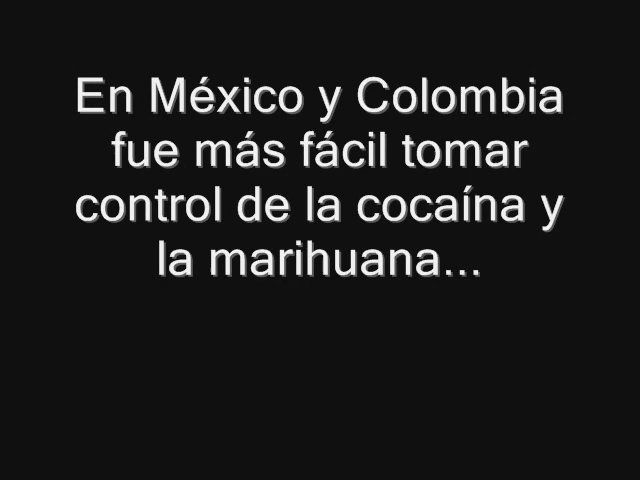 En México y Colombia
fue más fácil tomar
control de la cocaína y
la marihuana...